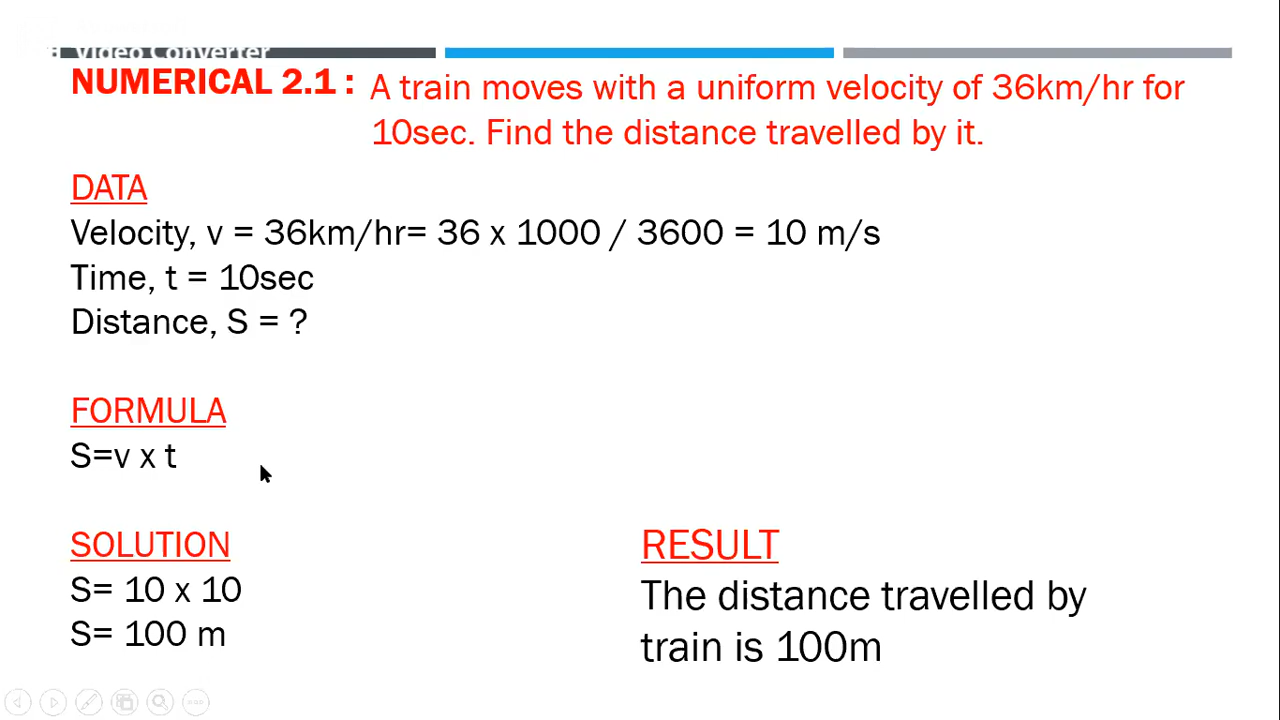 Video Converter
NUMERICAL 2.1 : A train moves with a uniform velocity of 36km/hr for
10sec. Find the distance travelled by it.
DATA
Velocity, v = 36km/hr= 36 x 1000 / 3600 = 10 m/s
Time, t = 10sec
Distance, S = ?
FORMULA
S=v x t
SOLUTION
S= 10 x 10
S= 100 m
RESULT
The distance travelled by
train is 100m